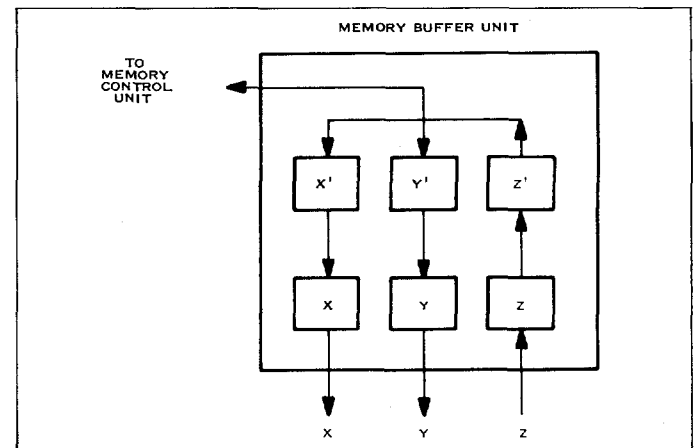 MEMORY BUFFER UNIT
TO
MEMORY
CONTROL
UNIT
X' Y' Z'
X Y Z
X Y Z